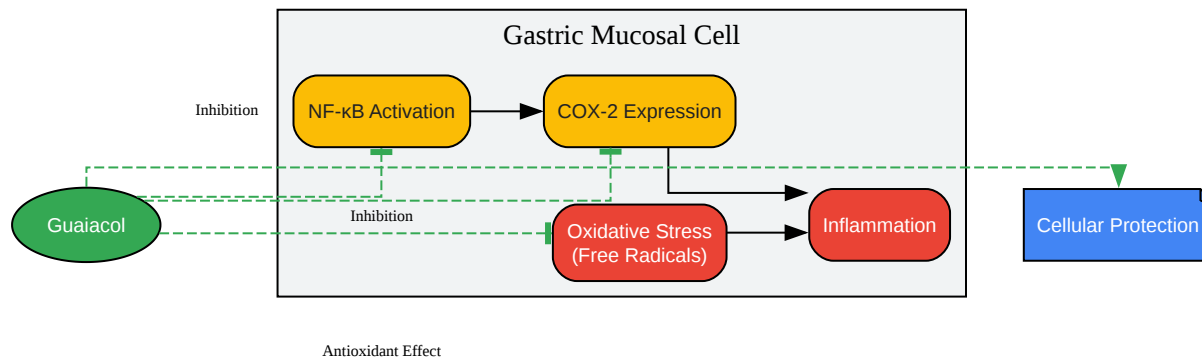 Gastric Mucosal Cell
Inhibition
NF-κB Activation
COX-2 Expression
Guaiacol
Inhibition
Oxidative Stress
(Free Radicals)
Inflammation
Cellular Protection
Antioxidant Effect